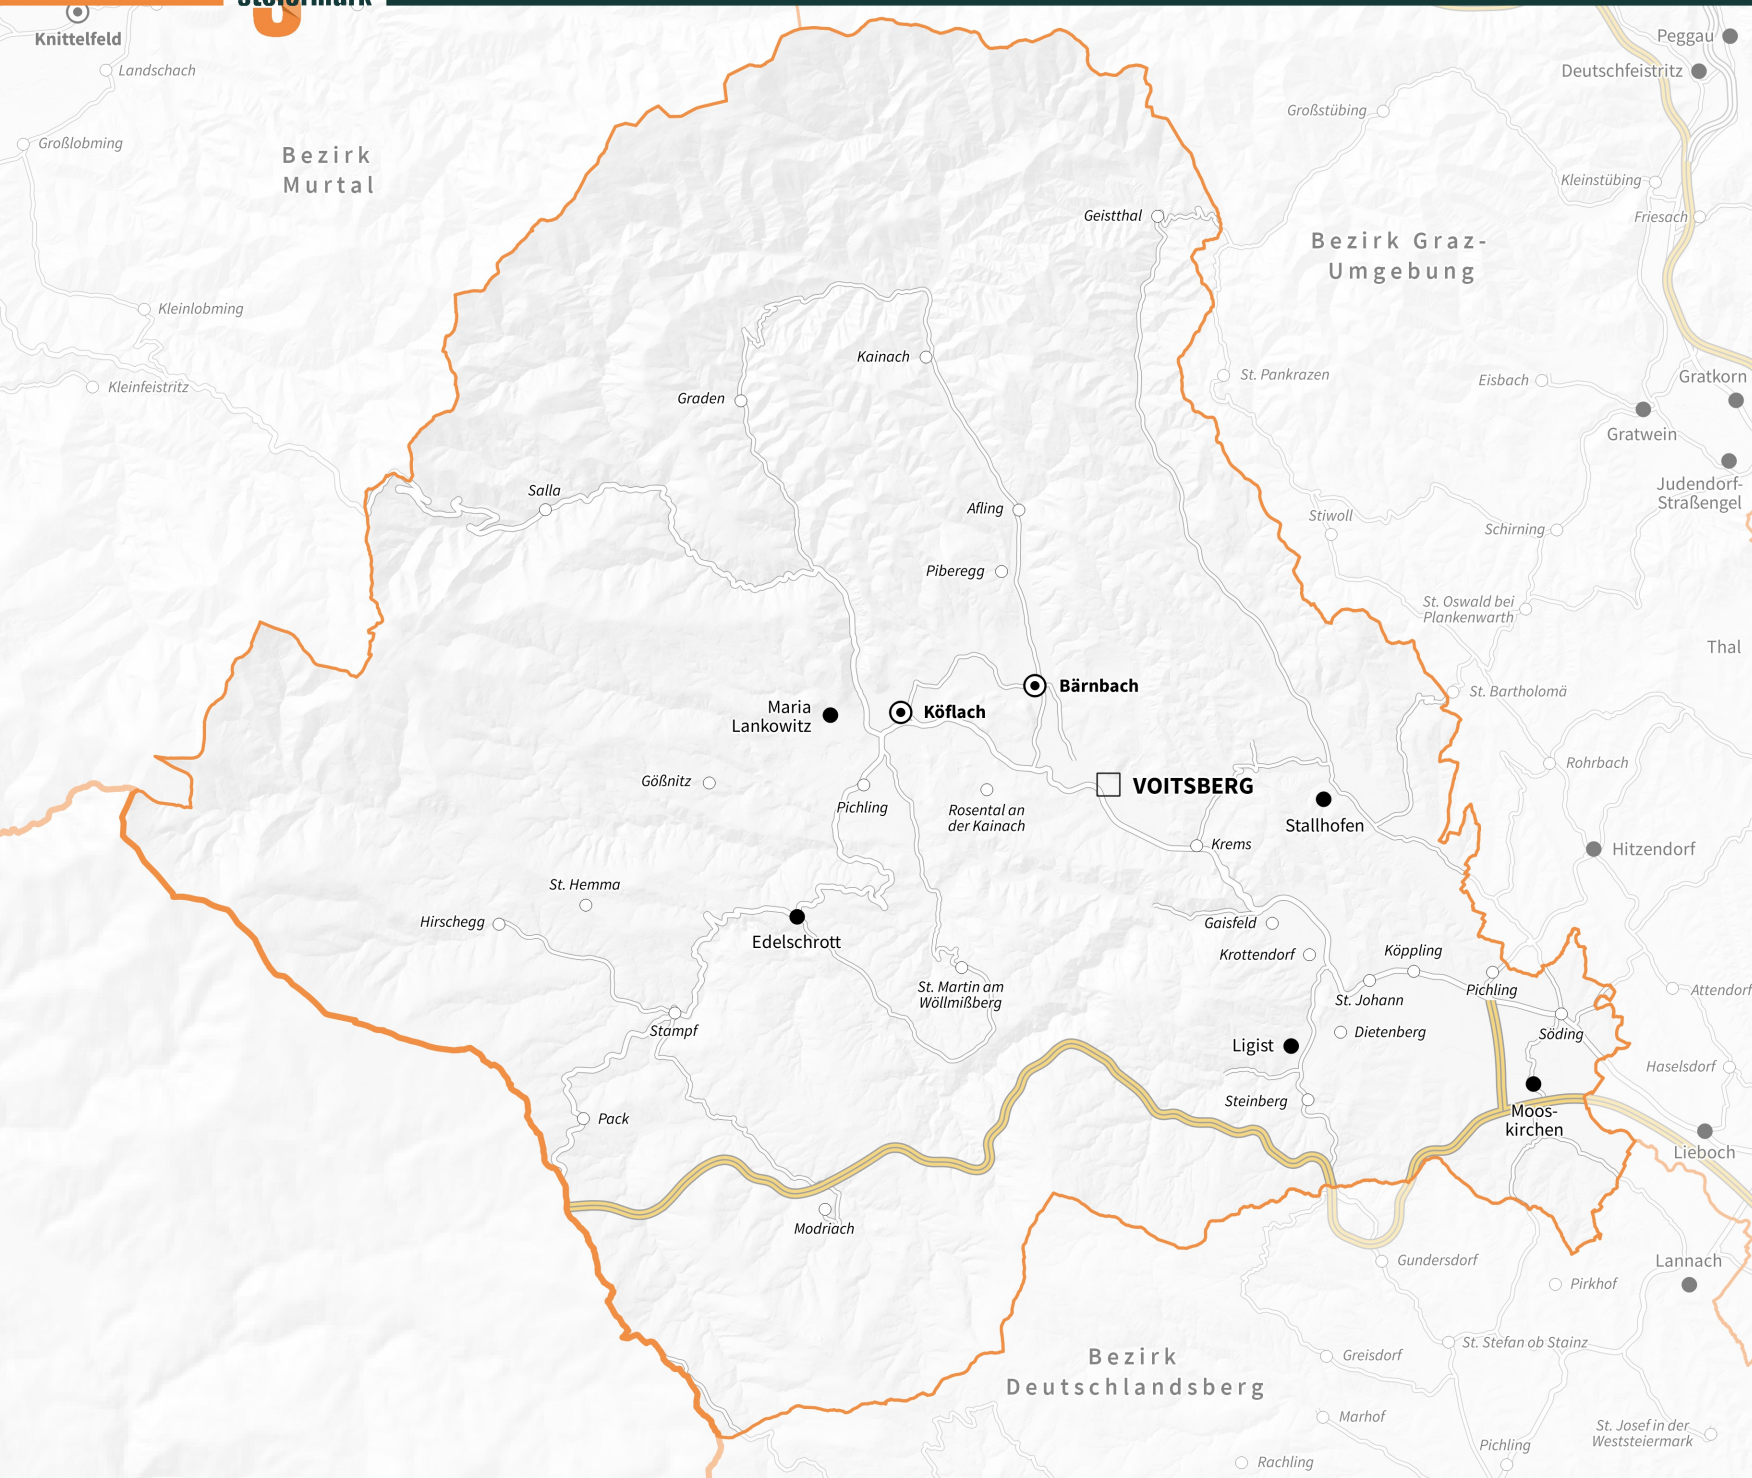 Steiermark
Knittelfeld
Landschach
Großlobming
Bezirk
Murtal
Kleinlobming
Kleinfeistritz
Peggau
Deutschfeistritz
Großstübing
Kleinstübing
Friesach
Geistthal
Bezirk Graz-
Umgebung
Kainach
Graden
St. Pankrazen
Eisbach
Gratkorn
Gratwein
Judendorf-
Straßengel
Salla
Afling
Stiwoll
Schirning
Piberegg
St. Oswald bei
Plankenwarth
Thal
Bärnbach
St. Bartholomä
Maria
Lankowitz
Köflach
Gößnitz
Pichling
Rosental an
der Kainach
VOITSBERG
Stallhofen
Rohrbach
Krems
Hitzendorf
St. Hemma
Hirschegg
Edelschrott
Gaisfeld
Krottendorf
Köppling
St. Martin am
Wöllmißberg
St. Johann
Pichling
Attendorf
Stampf
Ligist
Dietenberg
Söding
Haselsdorf
Steinberg
Pack
Moos-
kirchen
Lieboch
Modriach
Gundersdorf
Lannach
Pirkhof
Bezirk
Deutschlandsberg
Greisdorf
St. Stefan ob Stainz
Marhof
St. Josef in der
Weststeiermark
Pichling
Rachling